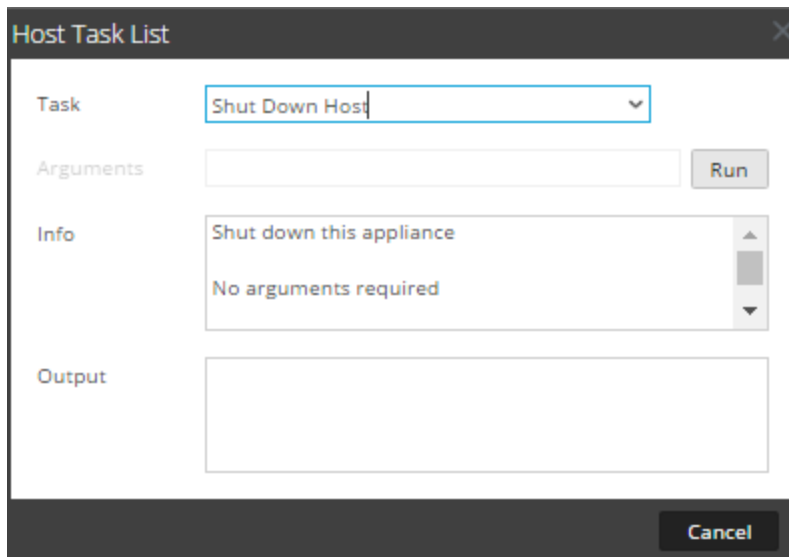 Host Task List
Task
Shut Down Host
Arguments
Run
Info
Shut down this appliance
No arguments required
Output
Cancel